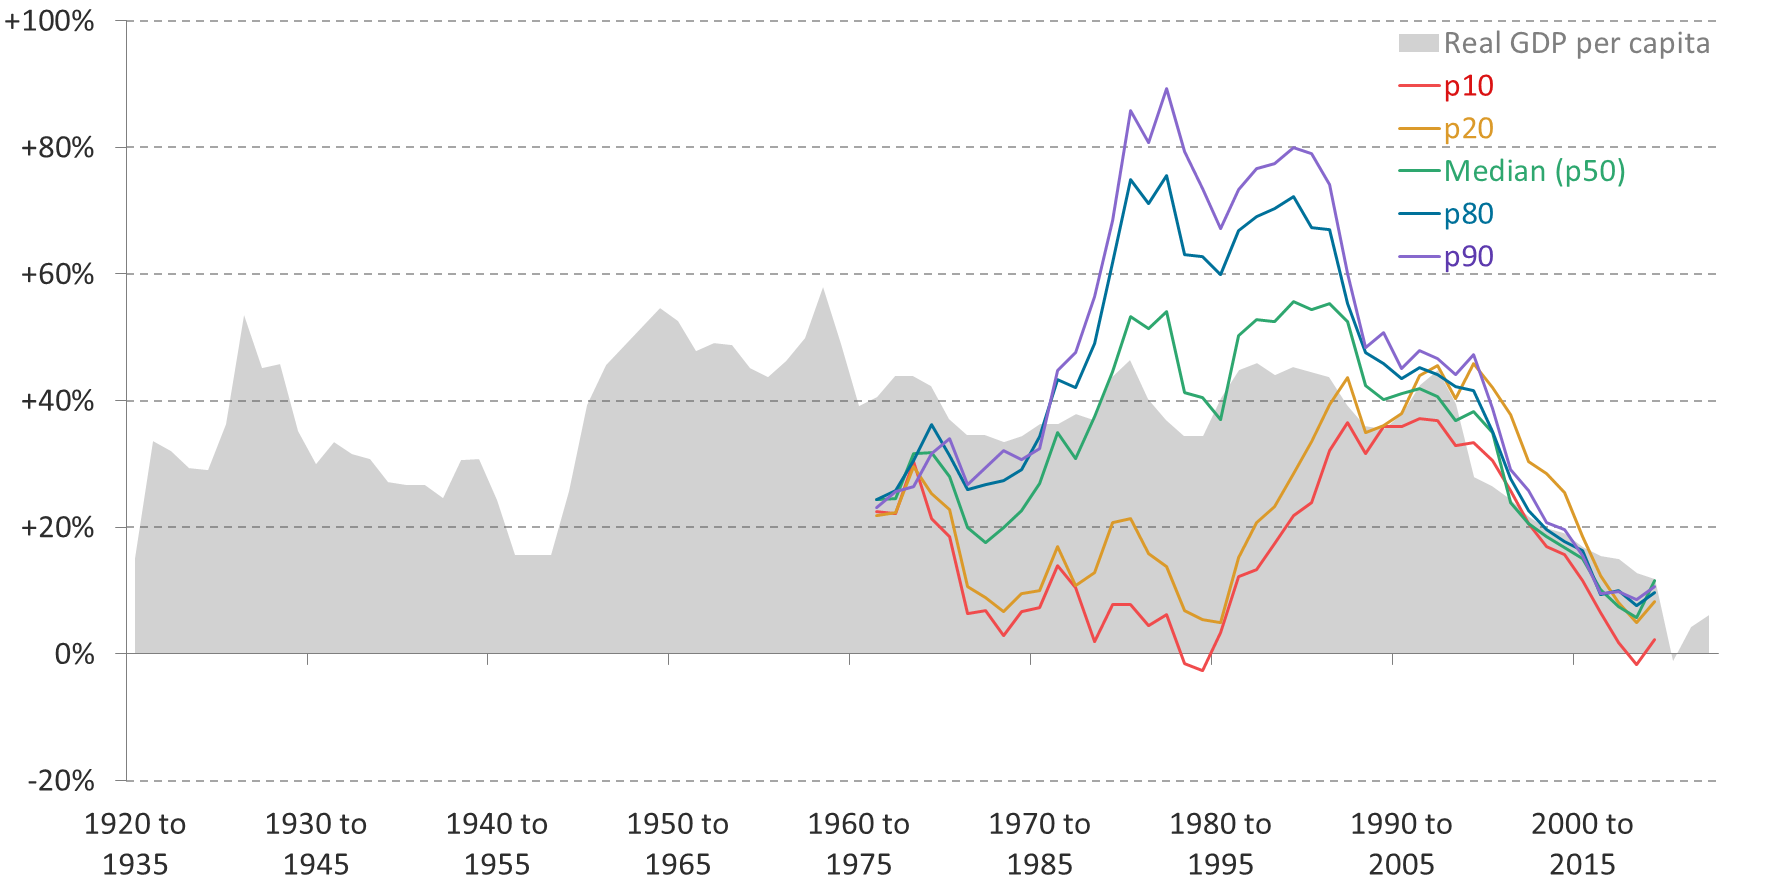 +100%
+80%
+60%
+40%
+20%
0%
-20%
Real GDP per capita
p10
p20
Median (p50)
p80
p90
1920 to
1935
1930 to
1945
1940 to
1955
1950 to
1965
1960 to
1975
1970 to
1985
1980 to
1995
1990 to
2005
2000 to
2015